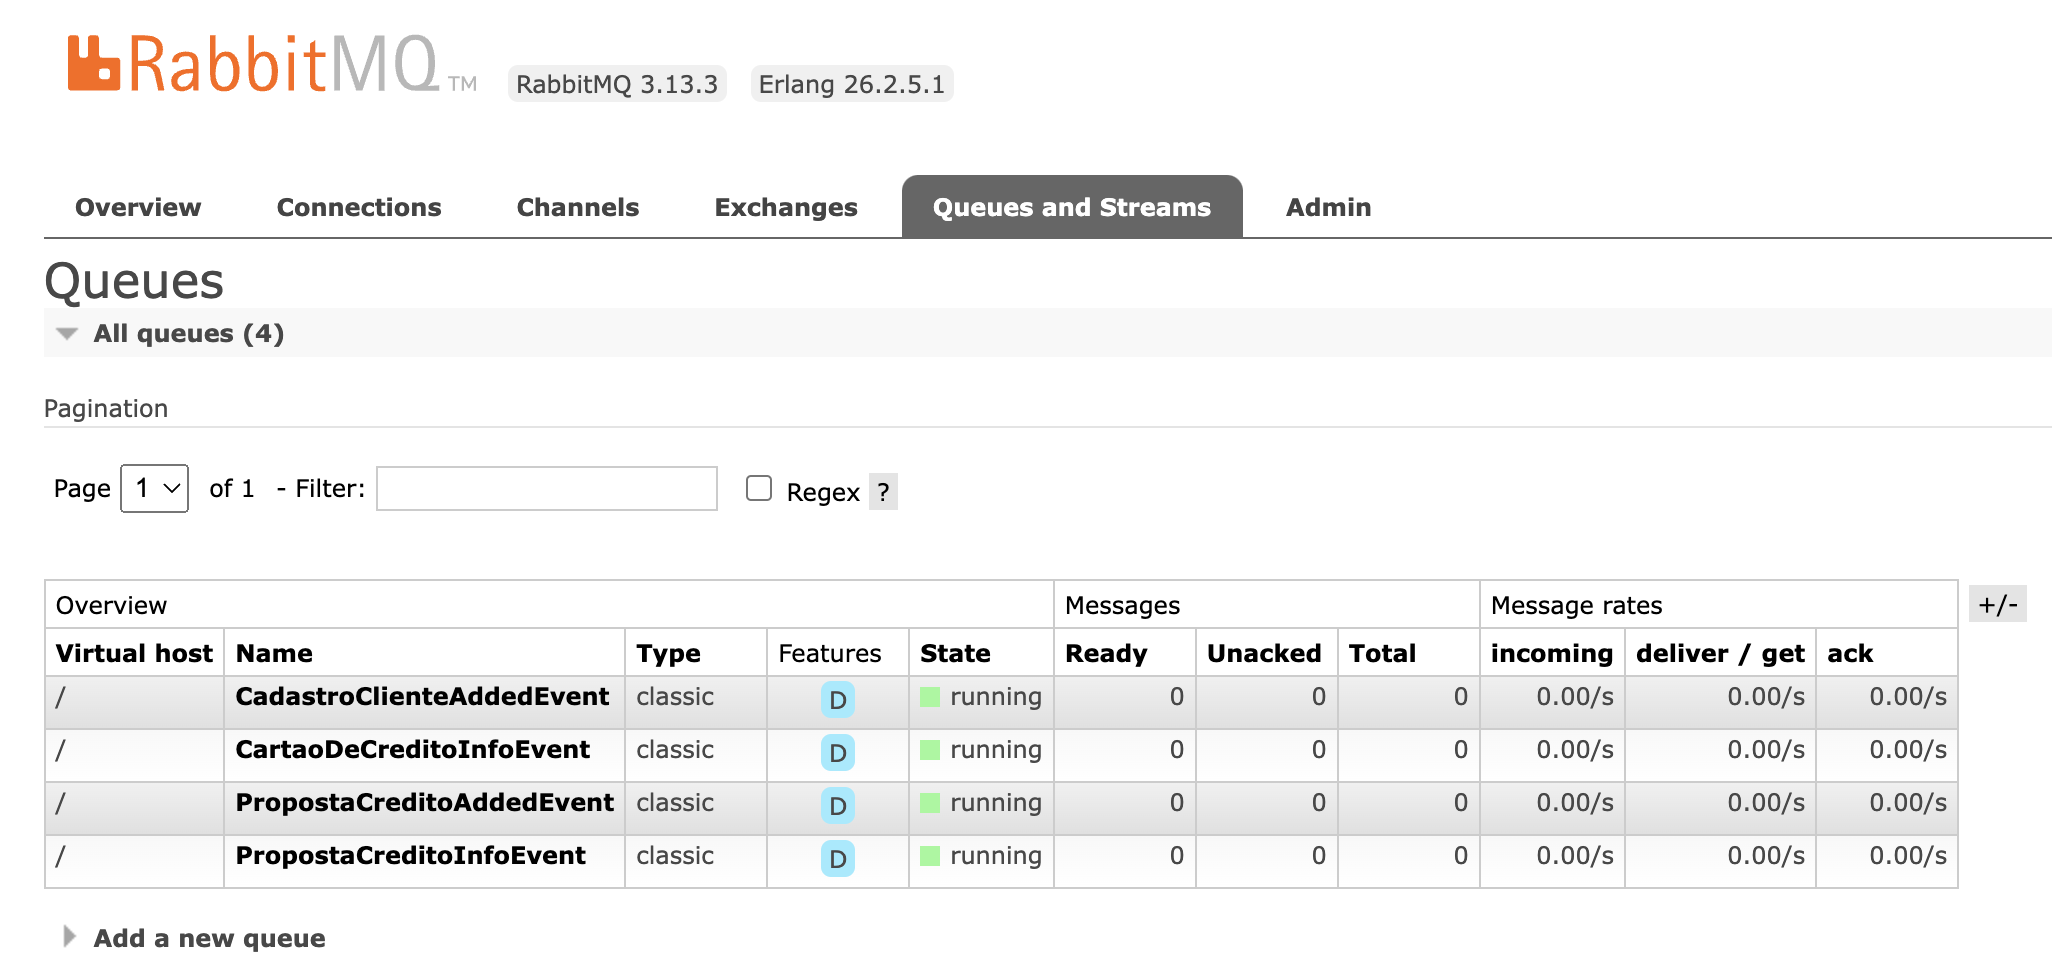 RabbitMQ TM RabbitMQ 3.13.3 Erlang 26.2.5.1
Overview Connections Channels Exchanges Queues and Streams Admin
Queues
All queues (4)
Pagination
Page 1 of 1 - Filter: Regex ?
Overview Messages Message rates +/-
Virtual host Name Type Features State Ready Unacked Total incoming deliver / get ack
/ CadastroClienteAddedEvent classic D running 0 0 0 0.00/s 0.00/s 0.00/s
/ CartaoDeCreditoInfoEvent classic D running 0 0 0 0.00/s 0.00/s 0.00/s
/ PropostaCreditoAddedEvent classic D running 0 0 0 0.00/s 0.00/s 0.00/s
/ PropostaCreditoInfoEvent classic D running 0 0 0 0.00/s 0.00/s 0.00/s
Add a new queue